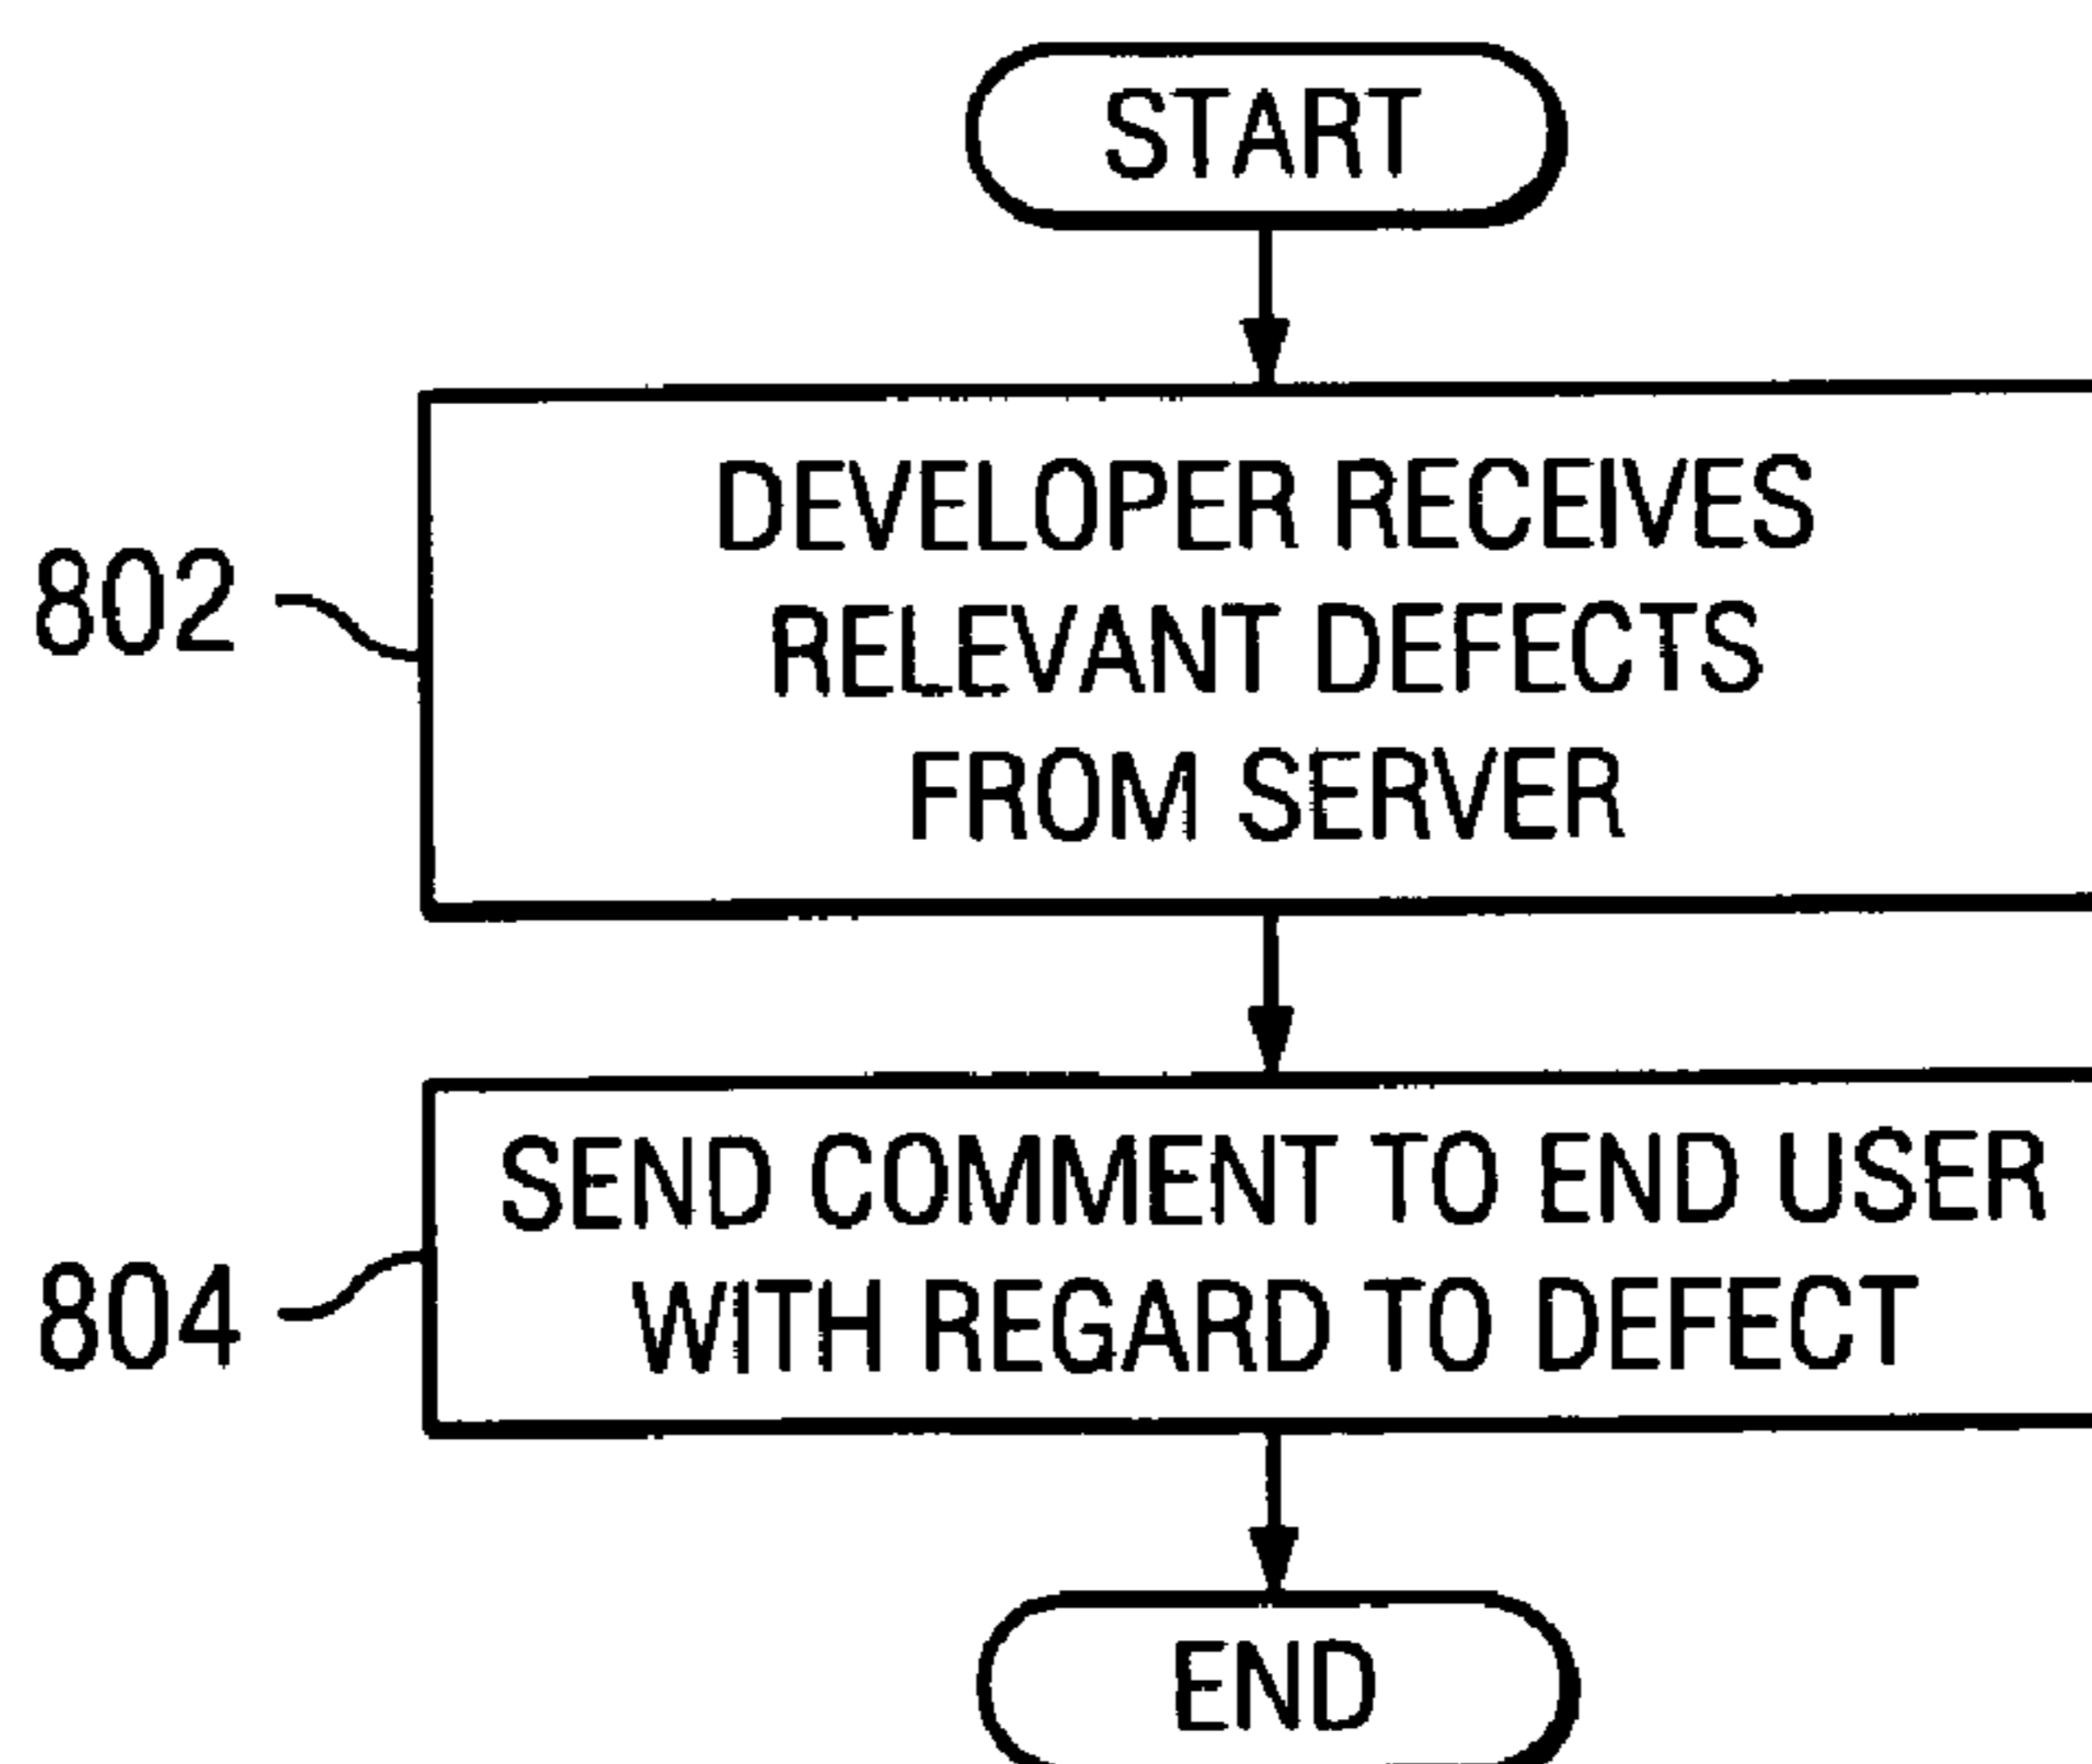 START
DEVELOPER RECEIVES
RELEVANT DEFECTS
FROM SERVER
802
SEND COMMENT TO END USER
WITH REGARD TO DEFECT
804
END